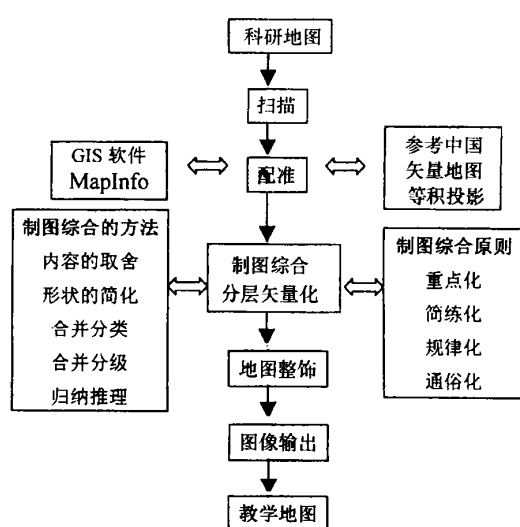 科研地图
扫描
GIS 软件
MapInfo
配准
参考中国
矢量地图
等积投影
制图综合的方法
内容的取舍
形状的简化
合并分类
合并分级
归纳推理
制图综合
分层矢量化
制图综合原则
重点化
简练化
规律化
通俗化
地图整饰
图像输出
教学地图